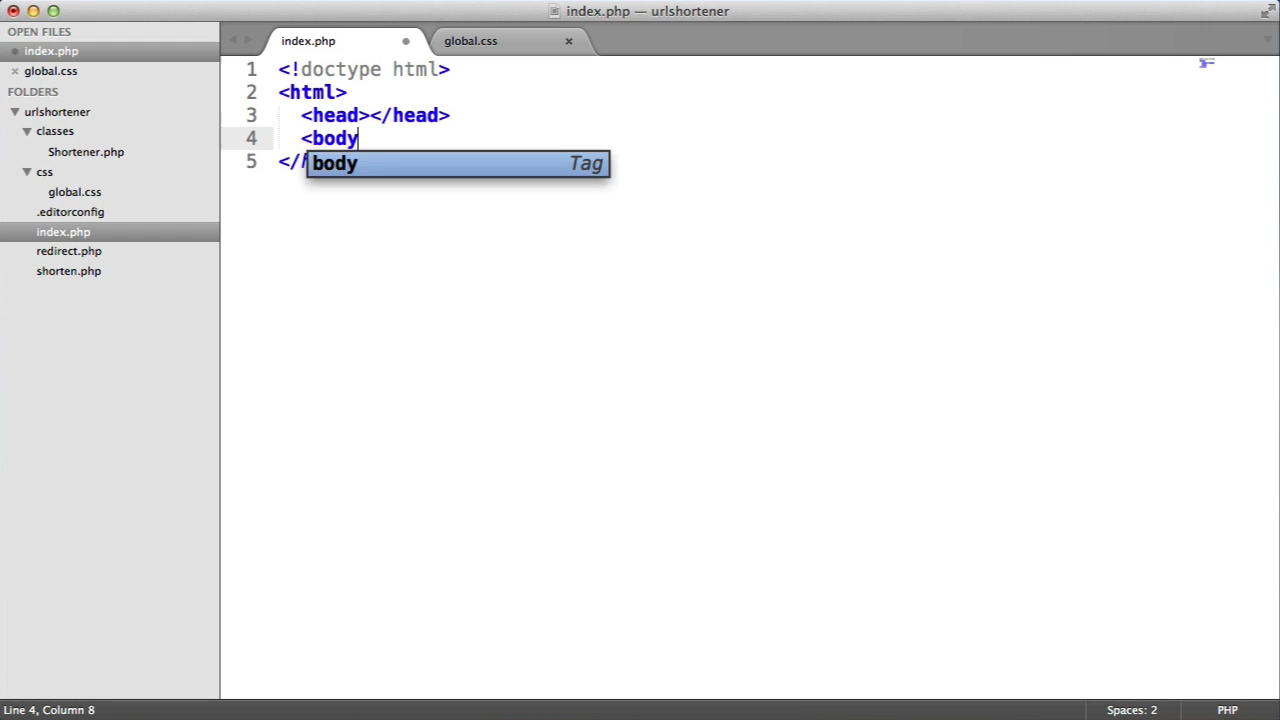 index.php — urlshortener
OPEN FILES
index.php
global.css
FOLDERS
urlshortener
classes
Shortener.php
css
global.css
.editorconfig
index.php
redirect.php
shorten.php
index.php
global.css
1 <!doctype html>
2 <html>
3 <head></head>
4 <body
5 </
body Tag
Line 4, Column 8
Spaces: 2
PHP